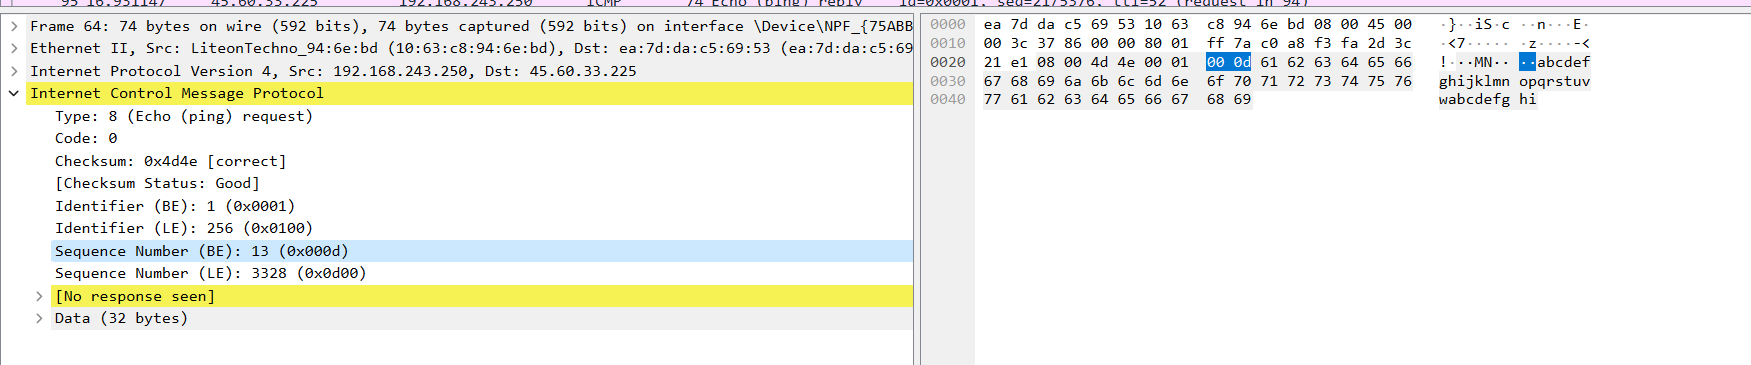 95 16.931147 45.60.33.225 192.168.243.250 ICMP 74 Echo (ping) reply id=0x0001, seq=21/5376, ttl=52 (request in 94)
Frame 64: 74 bytes on wire (592 bits), 74 bytes captured (592 bits) on interface \Device\NPF_{75ABB
Ethernet II, Src: LiteonTechno_94:6e:bd (10:63:c8:94:6e:bd), Dst: ea:7d:da:c5:69:53 (ea:7d:da:c5:69
Internet Protocol Version 4, Src: 192.168.243.250, Dst: 45.60.33.225
Internet Control Message Protocol
Type: 8 (Echo (ping) request)
Code: 0
Checksum: 0x4d4e [correct]
[Checksum Status: Good]
Identifier (BE): 1 (0x0001)
Identifier (LE): 256 (0x0100)
Sequence Number (BE): 13 (0x000d)
Sequence Number (LE): 3328 (0x0d00)
[No response seen]
Data (32 bytes)
0000 ea 7d da c5 69 53 10 63 c8 94 6e bd 08 00 45 00 ·}··iS·c ··n···E·
0010 00 3c 37 86 00 00 80 01 ff 7a c0 a8 f3 fa 2d 3c ·<7····· ·z····-<
0020 21 e1 08 00 4d 4e 00 01 00 0d 61 62 63 64 65 66 !···MN·· ··abcdef
0030 67 68 69 6a 6b 6c 6d 6e 6f 70 71 72 73 74 75 76 ghijklmn opqrstuv
0040 77 61 62 63 64 65 66 67 68 69 wabcdefg hi